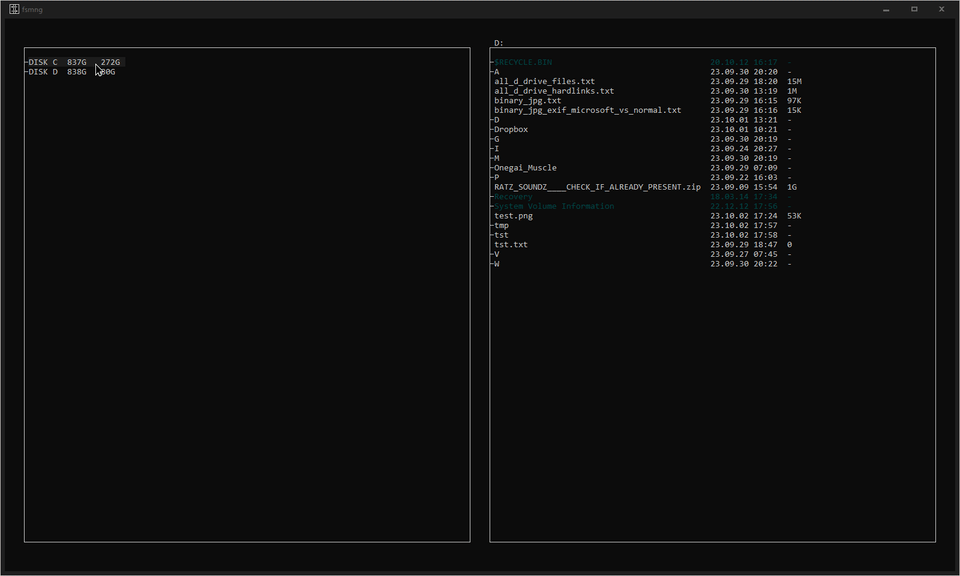 fsmng
DISK C 837G 272G
DISK D 838G 80G
D:
$RECYCLE.BIN 20.10.12 16:17 -
A 23.09.30 20:20 -
all_d_drive_files.txt 23.09.29 18:20 15M
all_d_drive_hardlinks.txt 23.09.30 13:19 1M
binary_jpg.txt 23.09.29 16:15 97K
binary_jpg_exif_microsoft_vs_normal.txt 23.09.29 16:16 15K
D 23.10.01 13:21 -
Dropbox 23.10.01 10:21 -
G 23.09.30 20:19 -
I 23.09.24 20:27 -
M 23.09.30 20:19 -
Onegai_Muscle 23.09.29 07:09 -
P 23.09.22 16:03 -
RATZ_SOUNDZ____CHECK_IF_ALREADY_PRESENT.zip 23.09.09 15:54 1G
Recovery 18.03.14 17:34 -
System Volume Information 22.12.12 17:56 -
test.png 23.10.02 17:24 53K
tmp 23.10.02 17:57 -
tst 23.10.02 17:58 -
tst.txt 23.09.29 18:47 0
V 23.09.27 07:45 -
W 23.09.30 20:22 -